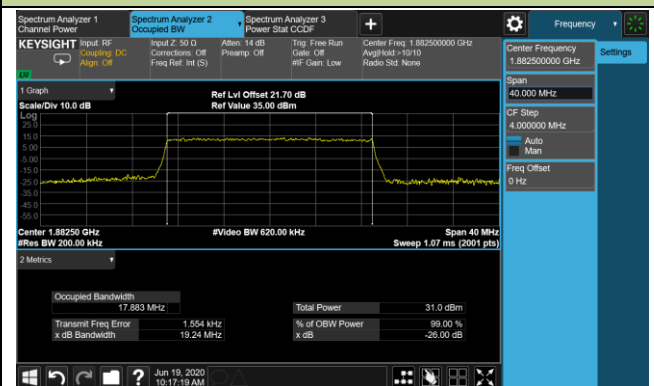 Spectrum Analyzer 1
Channel Power
Spectrum Analyzer 2
Occupied BW
Spectrum Analyzer 3
Power Stat CCDF
Frequency
KEYSIGHT
Input: RF
Coupling: DC
Align: Off
Input Z: 50 Ω
Corrections: Off
Freq Ref: Int (S)
Atten: 14 dB
Preamp: Off
Trig: Free Run
Gate: Off
#IF Gain: Low
Center Freq: 1.882500000 GHz
Avg|Hold:>10/10
Radio Std: None
Center Frequency
1.882500000 GHz
Settings
Span
40.000 MHz
CF Step
4.000000 MHz
Auto
Man
Freq Offset
0 Hz
1 Graph
Scale/Div 10.0 dB
Ref Lvl Offset 21.70 dB
Ref Value 35.00 dBm
Log
25.0
15.0
5.00
-5.00
-15.0
-25.0
-35.0
-45.0
-55.0
Center 1.88250 GHz
#Res BW 200.00 kHz
#Video BW 620.00 kHz
Span 40 MHz
Sweep 1.07 ms (2001 pts)
2 Metrics
Occupied Bandwidth
17.883 MHz
Total Power
31.0 dBm
Transmit Freq Error
1.554 kHz
% of OBW Power
99.00 %
x dB Bandwidth
19.24 MHz
x dB
-26.00 dB
?
Jun 19, 2020
10:17:19 AM